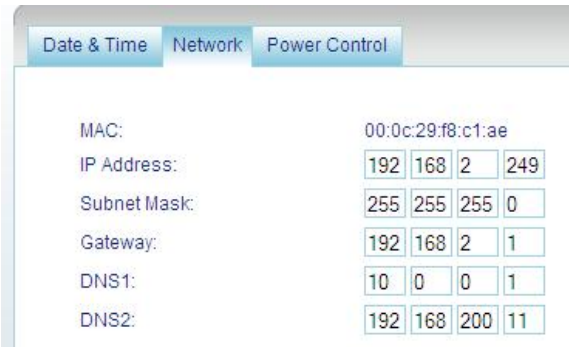 Date & Time Network Power Control
MAC: 00:0c:29:f8:c1:ae
IP Address: 192 168 2 249
Subnet Mask: 255 255 255 0
Gateway: 192 168 2 1
DNS1: 10 0 0 1
DNS2: 192 168 200 11